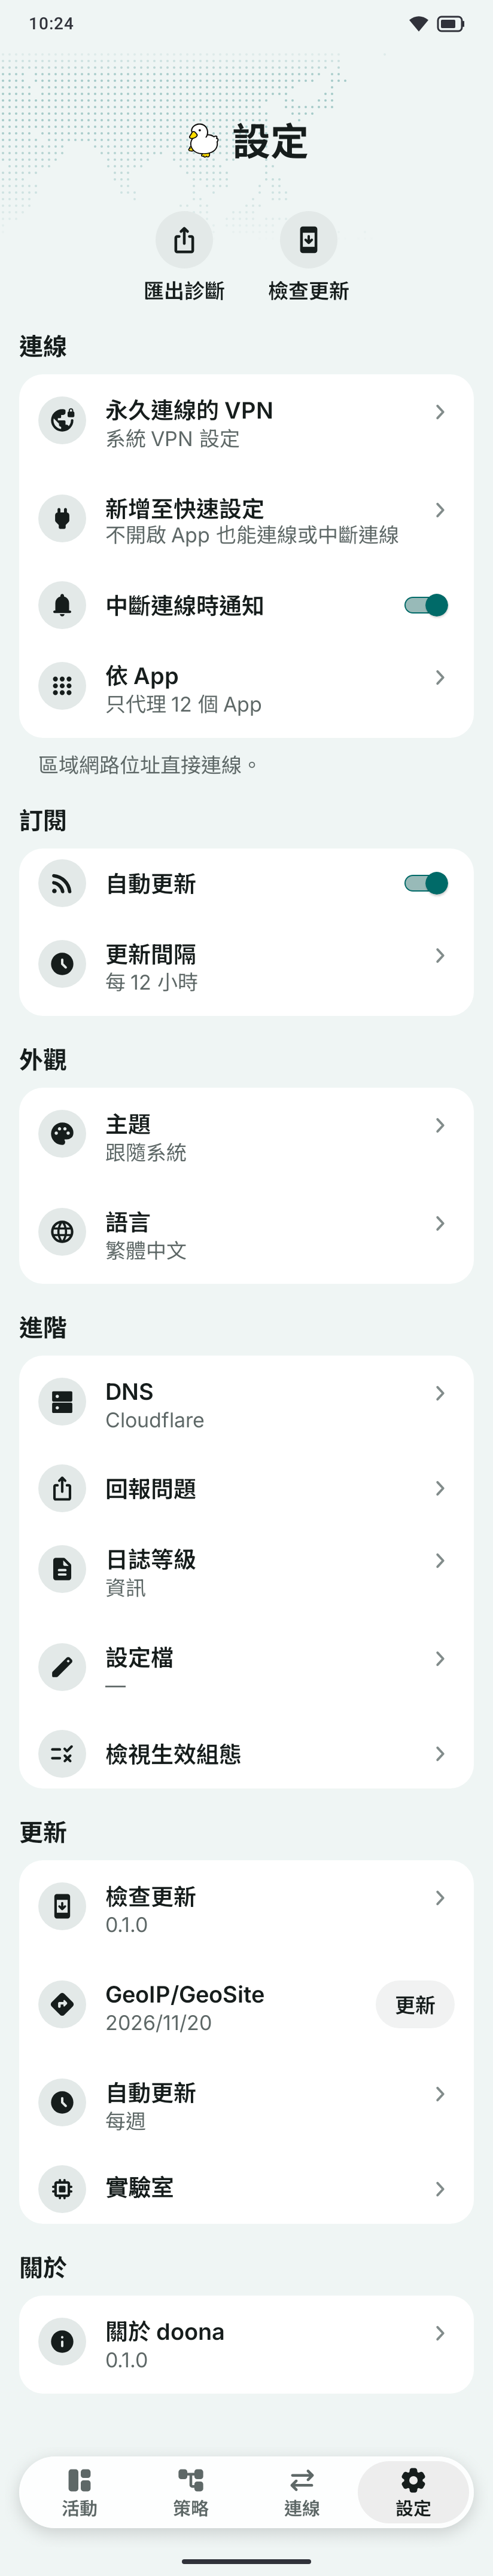 10:24
設定
匯出診斷
檢查更新
連線
永久連線的 VPN
系統 VPN 設定
新增至快速設定
不開啟 App 也能連線或中斷連線
中斷連線時通知
依 App
只代理 12 個 App
區域網路位址直接連線。
訂閱
自動更新
更新間隔
每 12 小時
外觀
主題
跟隨系統
語言
繁體中文
進階
DNS
Cloudflare
回報問題
日誌等級
資訊
設定檔
—
檢視生效組態
更新
檢查更新
0.1.0
GeoIP/GeoSite
2026/11/20
更新
自動更新
每週
實驗室
關於
關於 doona
0.1.0
活動
策略
連線
設定